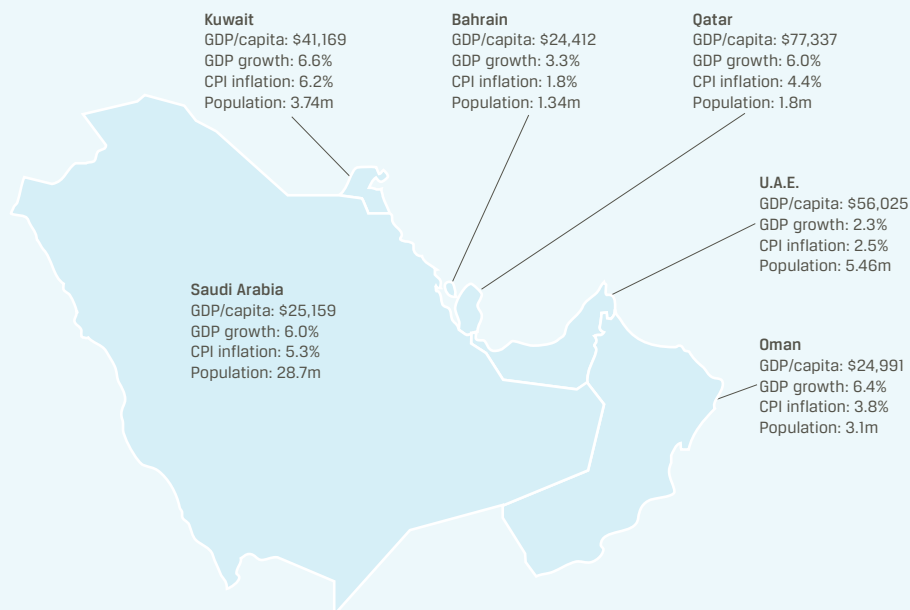 Kuwait
GDP/capita: $41,169
GDP growth: 6.6%
CPI inflation: 6.2%
Population: 3.74m
Bahrain
GDP/capita: $24,412
GDP growth: 3.3%
CPI inflation: 1.8%
Population: 1.34m
Qatar
GDP/capita: $77,337
GDP growth: 6.0%
CPI inflation: 4.4%
Population: 1.8m
U.A.E.
GDP/capita: $56,025
GDP growth: 2.3%
CPI inflation: 2.5%
Population: 5.46m
Saudi Arabia
GDP/capita: $25,159
GDP growth: 6.0%
CPI inflation: 5.3%
Population: 28.7m
Oman
GDP/capita: $24,991
GDP growth: 6.4%
CPI inflation: 3.8%
Population: 3.1m